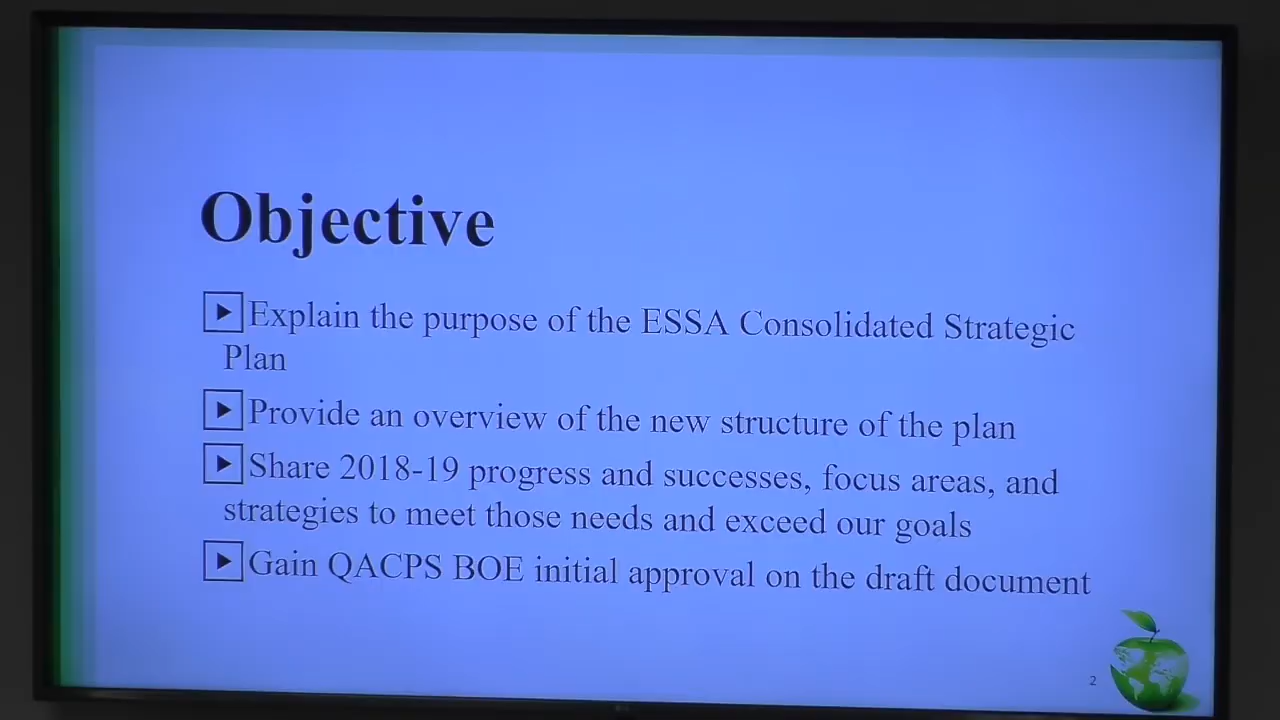 Objective
Explain the purpose of the ESSA Consolidated Strategic
Plan
Provide an overview of the new structure of the plan
Share 2018-19 progress and successes, focus areas, and
strategies to meet those needs and exceed our goals
Gain QACPS BOE initial approval on the draft document
2